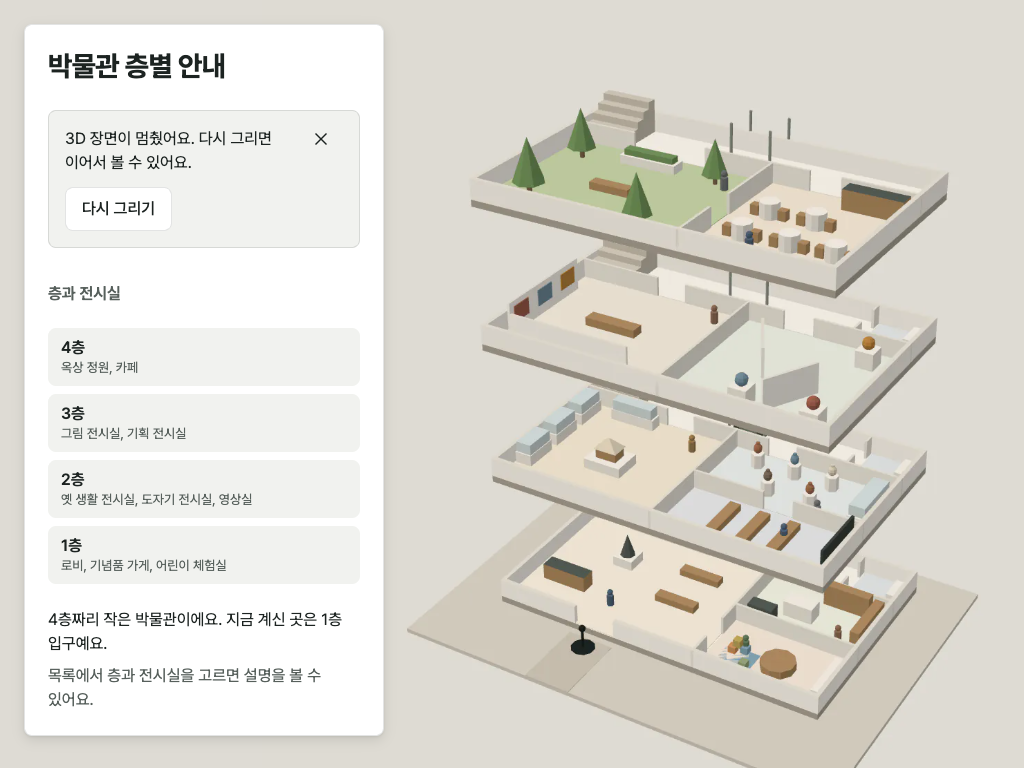 박물관 층별 안내
3D 장면이 멈췄어요. 다시 그리면
이어서 볼 수 있어요.
다시 그리기
층과 전시실
4층
옥상 정원, 카페
3층
그림 전시실, 기획 전시실
2층
옛 생활 전시실, 도자기 전시실, 영상실
1층
로비, 기념품 가게, 어린이 체험실
4층짜리 작은 박물관이에요. 지금 계신 곳은 1층
입구예요.
목록에서 층과 전시실을 고르면 설명을 볼 수
있어요.